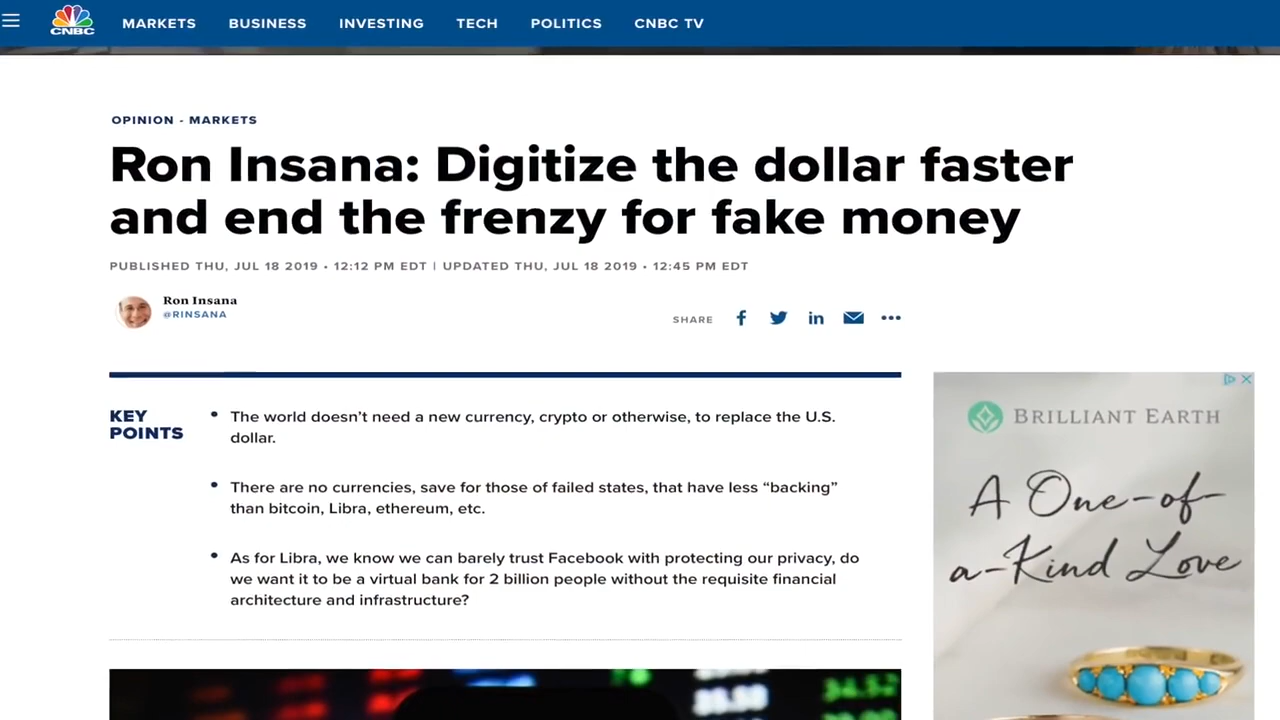 CNBC
MARKETS BUSINESS INVESTING TECH POLITICS CNBC TV
OPINION - MARKETS
Ron Insana: Digitize the dollar faster
and end the frenzy for fake money
PUBLISHED THU, JUL 18 2019 • 12:12 PM EDT | UPDATED THU, JUL 18 2019 • 12:45 PM EDT
Ron Insana
@RINSANA
SHARE
KEY
POINTS
• The world doesn’t need a new currency, crypto or otherwise, to replace the U.S.
dollar.
• There are no currencies, save for those of failed states, that have less “backing”
than bitcoin, Libra, ethereum, etc.
• As for Libra, we know we can barely trust Facebook with protecting our privacy, do
we want it to be a virtual bank for 2 billion people without the requisite financial
architecture and infrastructure?
BRILLIANT EARTH
A One-of-
a-Kind Love